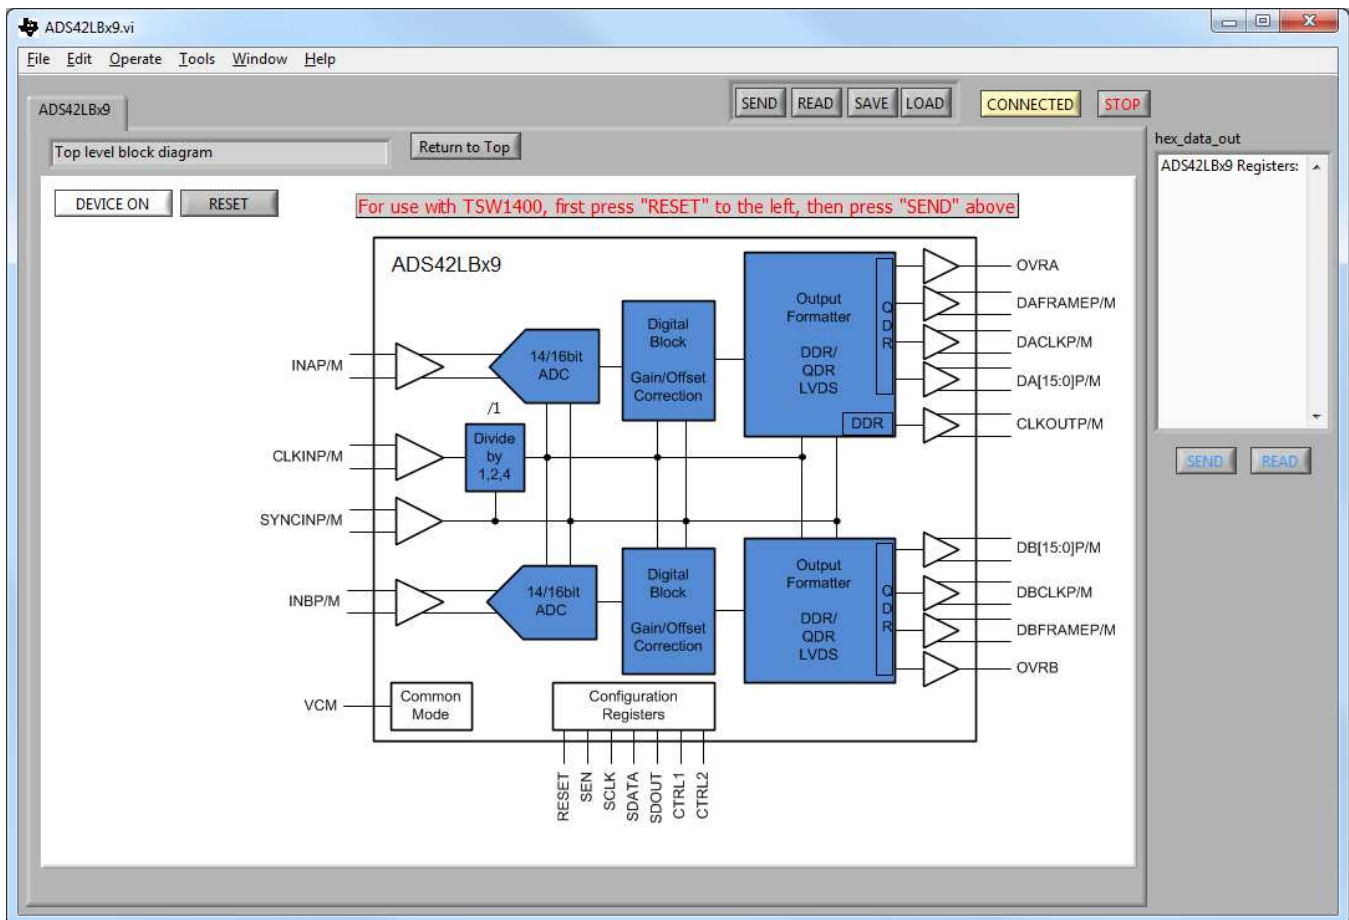 ADS42LBx9.vi
File Edit Operate Tools Window Help
ADS42LBx9
SEND READ SAVE LOAD CONNECTED STOP
Top level block diagram
Return to Top
hex_data_out
ADS42LBx9 Registers:
SEND READ
DEVICE ON RESET
For use with TSW1400, first press "RESET" to the left, then press "SEND" above
ADS42LBx9
INAP/M
CLKINP/M
SYNCINP/M
INBP/M
VCM
14/16bit
ADC
/1
Divide
by
1,2,4
14/16bit
ADC
Digital
Block
Gain/Offset
Correction
Digital
Block
Gain/Offset
Correction
Output
Formatter
DDR/
QDR
LVDS
Q
D
R
DDR
Output
Formatter
DDR/
QDR
LVDS
Q
D
R
OVRA
DAFRAMEP/M
DACLKP/M
DA[15:0]P/M
CLKOUTP/M
DB[15:0]P/M
DBCLKP/M
DBFRAMEP/M
OVRB
Common
Mode
Configuration
Registers
RESET
SEN
SCLK
SDATA
SDOUT
CTRL1
CTRL2